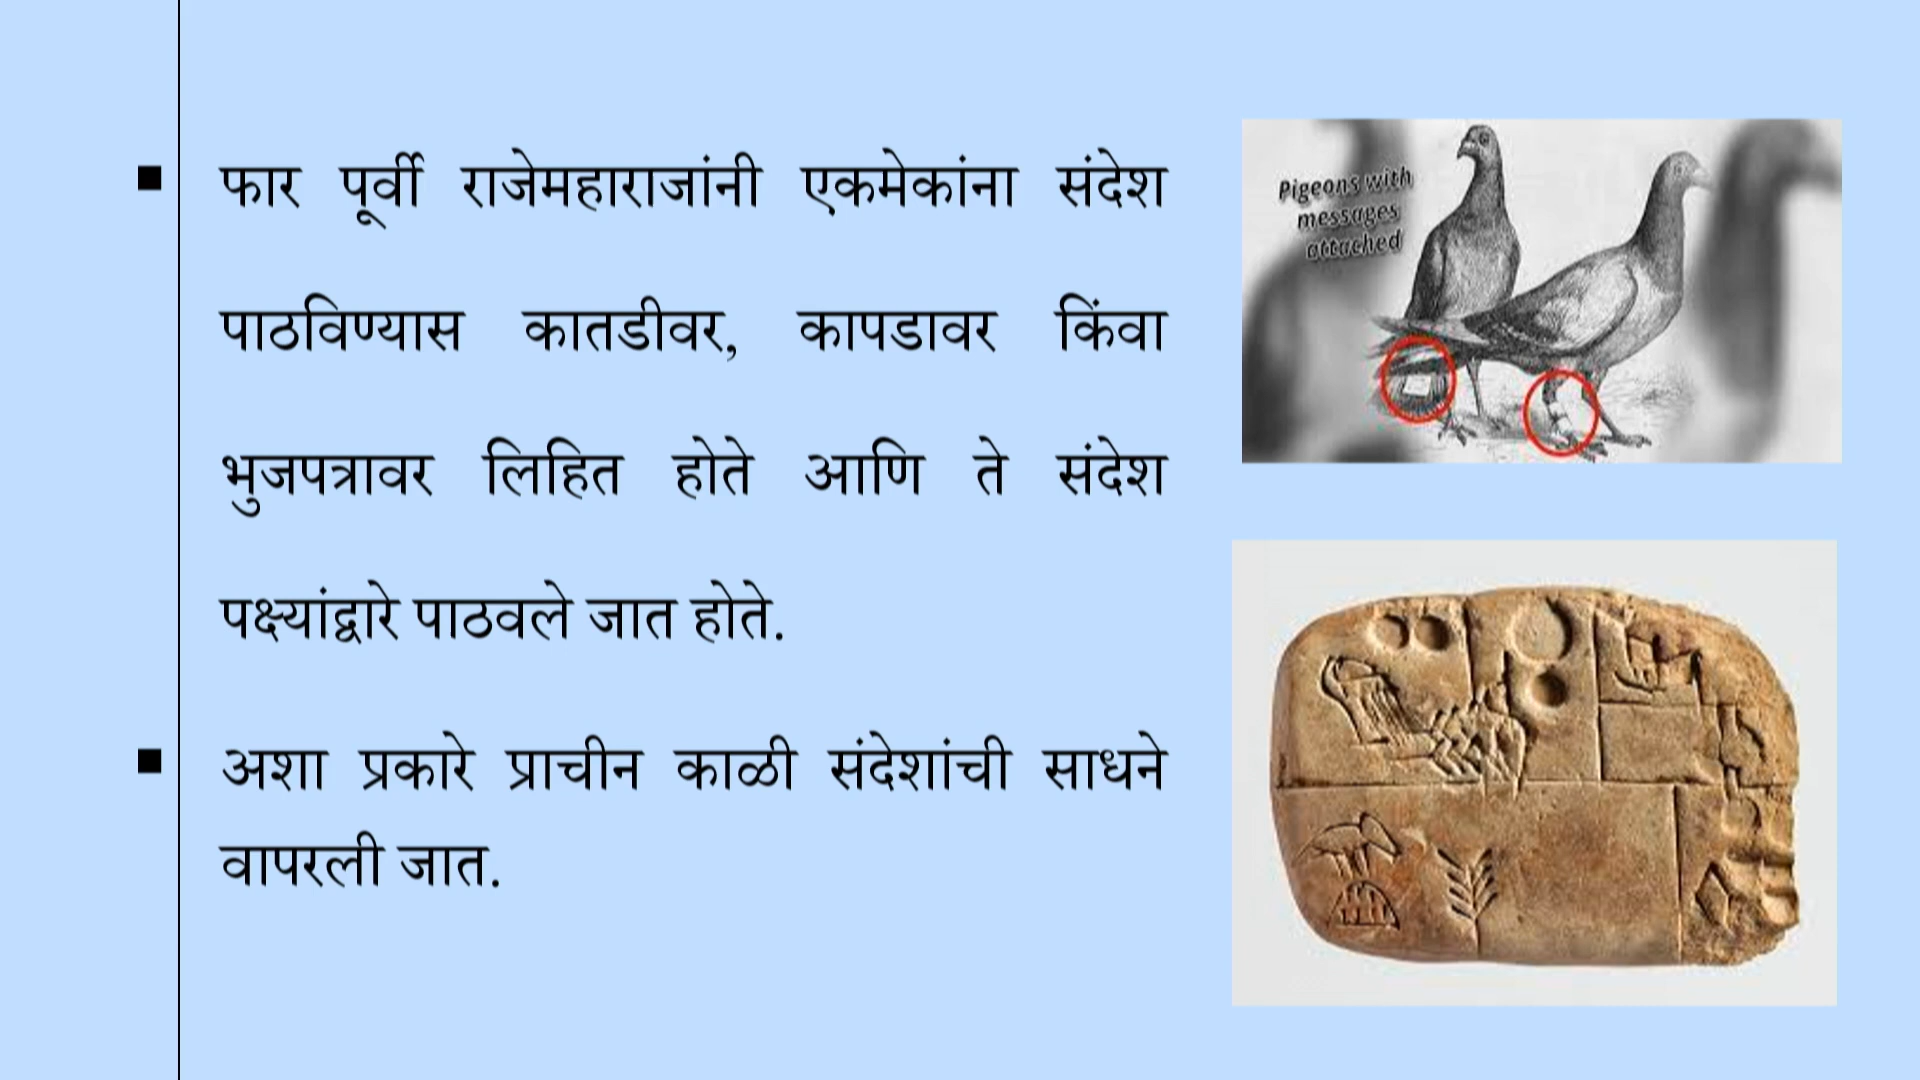 ▪ फार पूर्वी राजेमहाराजांनी एकमेकांना संदेश
पाठविण्यास कातडीवर, कापडावर किंवा
भुजपत्रावर लिहित होते आणि ते संदेश
पक्ष्यांद्वारे पाठवले जात होते.
▪ अशा प्रकारे प्राचीन काळी संदेशांची साधने
वापरली जात.
Pigeons with
messages
attached